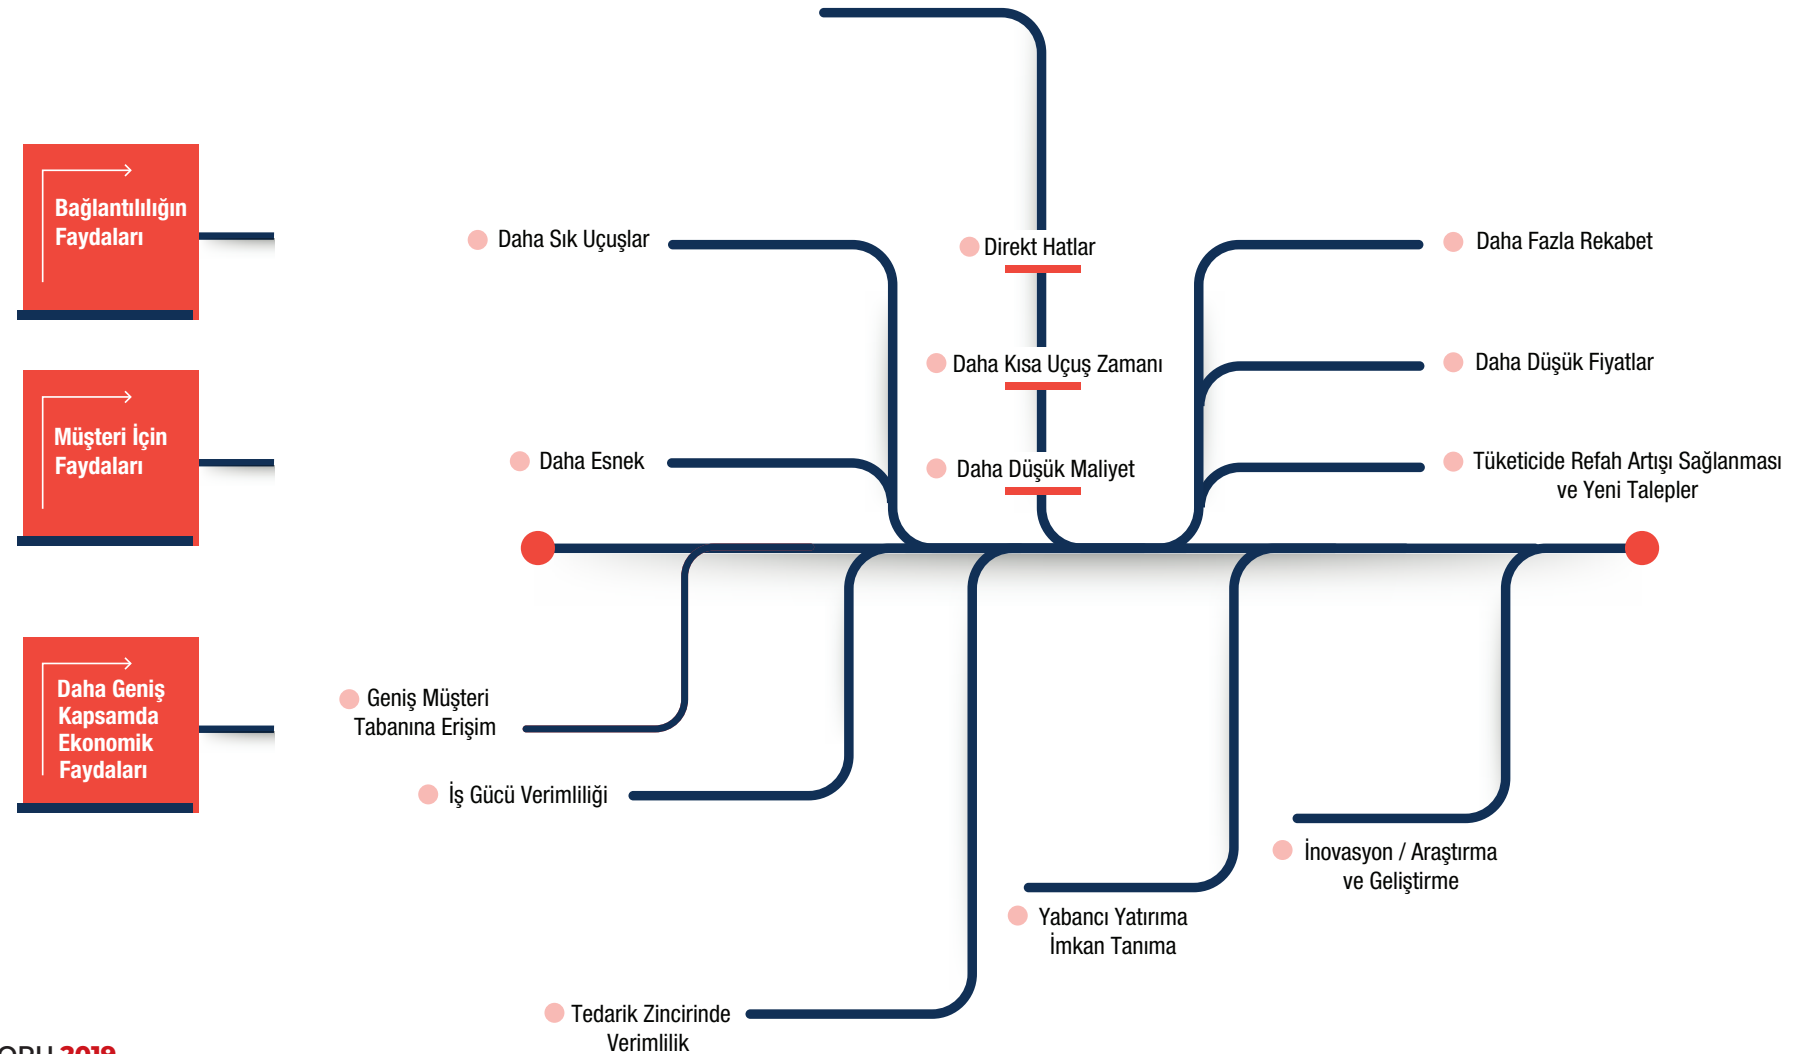 Bağlantılılığın
Faydaları
Daha Sık Uçuşlar
Direkt Hatlar
Daha Fazla Rekabet
Daha Kısa Uçuş Zamanı
Daha Düşük Fiyatlar
Müşteri İçin
Faydaları
Daha Esnek
Daha Düşük Maliyet
Tüketicide Refah Artışı Sağlanması
ve Yeni Talepler
Daha Geniş
Kapsamda
Ekonomik
Faydaları
Geniş Müşteri
Tabanına Erişim
İş Gücü Verimliliği
İnovasyon / Araştırma
ve Geliştirme
Yabancı Yatırıma
İmkan Tanıma
Tedarik Zincirinde
Verimlilik
2019